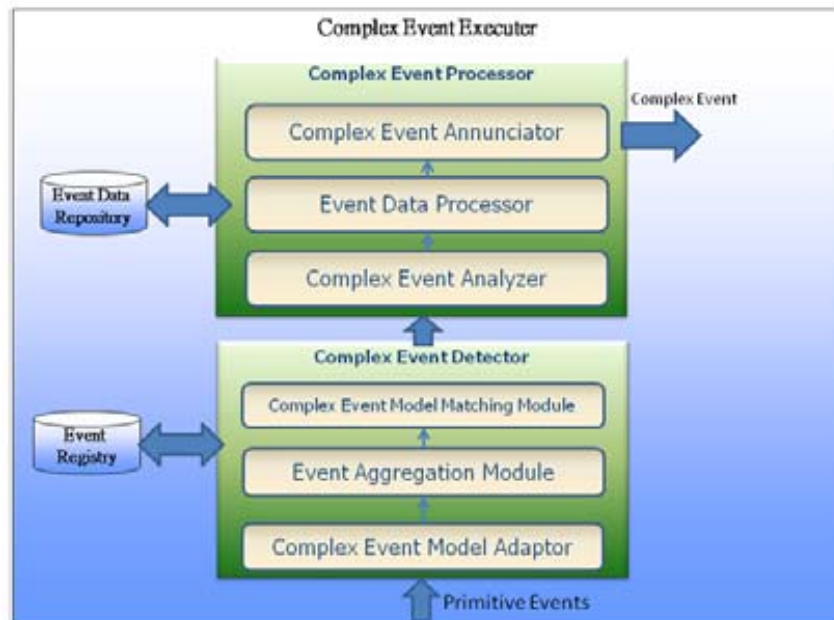 Complex Event Executer
Complex Event Processor
Complex Event
Complex Event Annunciator
Event Data
Repository
Event Data Processor
Complex Event Analyzer
Complex Event Detector
Complex Event Model Matching Module
Event
Registry
Event Aggregation Module
Complex Event Model Adaptor
Primitive Events